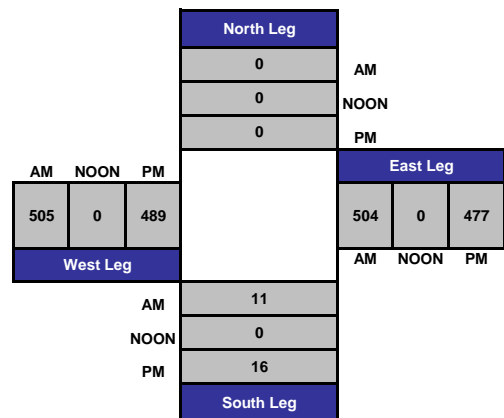 North Leg
0
AM
0
NOON
0
PM
AM NOON PM
East Leg
505 0 489
504 0 477
West Leg
AM NOON PM
AM
11
NOON
0
PM
16
South Leg